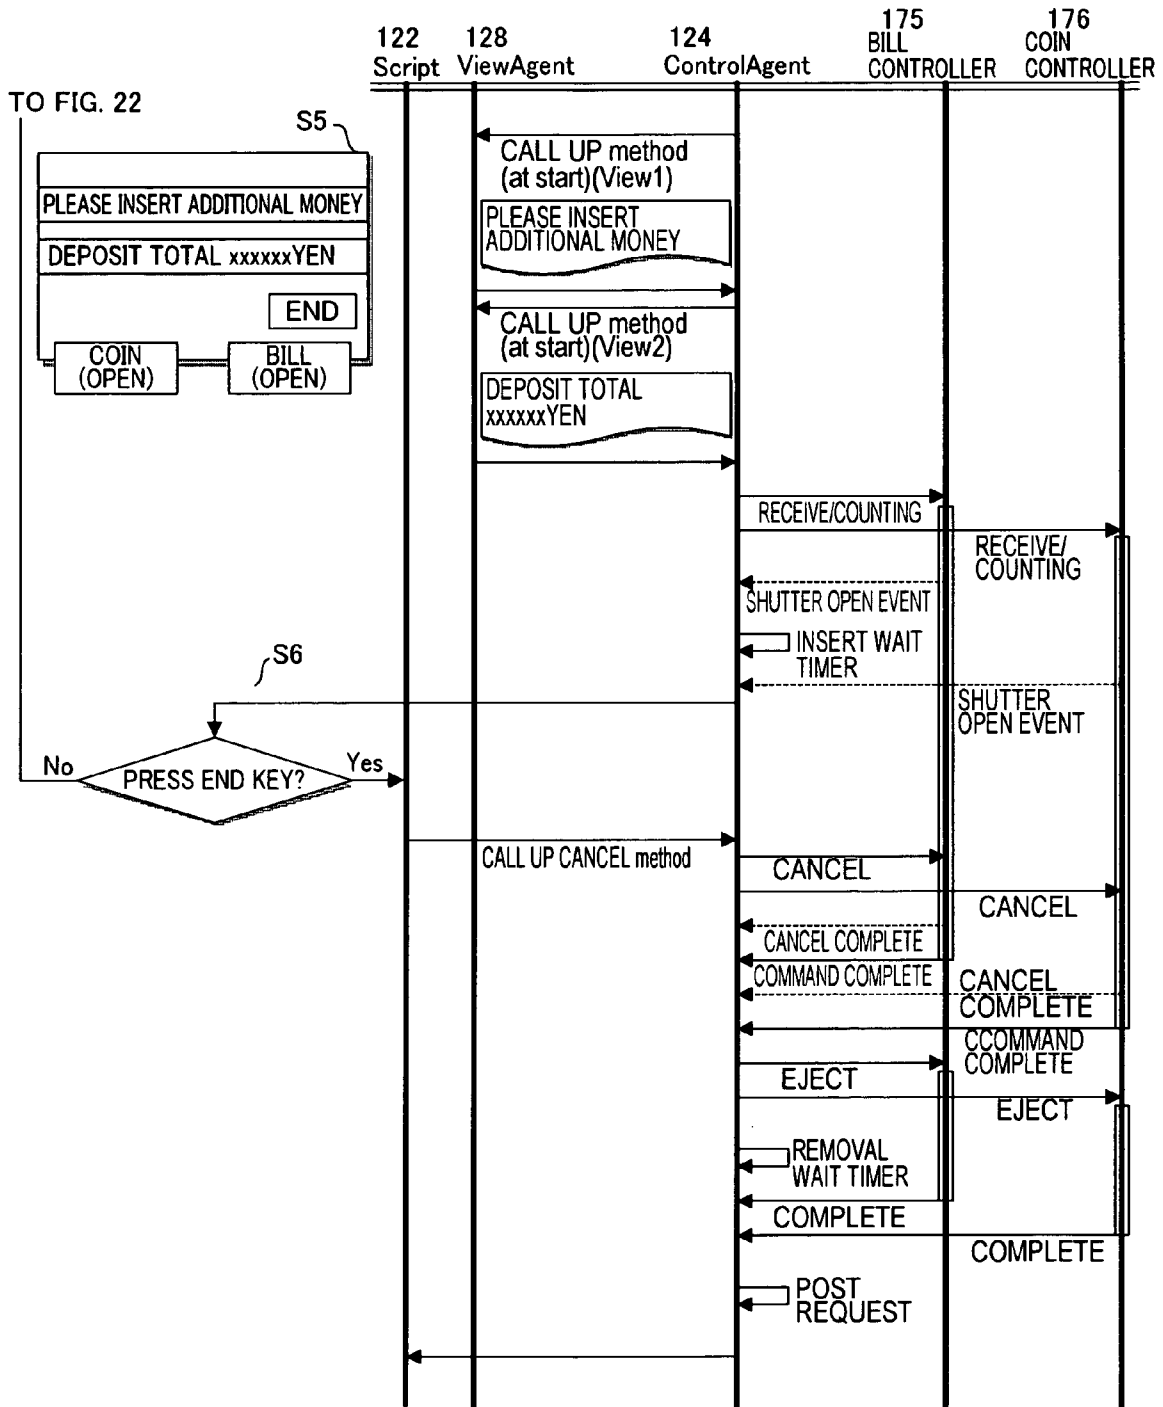 122
Script
128
ViewAgent
124
ControlAgent
175
BILL
CONTROLLER
176
COIN
CONTROLLER
TO FIG. 22
S5
PLEASE INSERT ADDITIONAL MONEY
DEPOSIT TOTAL xxxxxxYEN
END
COIN
(OPEN)
BILL
(OPEN)
CALL UP method
(at start)(View1)
PLEASE INSERT
ADDITIONAL MONEY
CALL UP method
(at start)(View2)
DEPOSIT TOTAL
xxxxxxYEN
RECEIVE/COUNTING
RECEIVE/
COUNTING
SHUTTER OPEN EVENT
INSERT WAIT
TIMER
S6
SHUTTER
OPEN EVENT
No
PRESS END KEY?
Yes
CALL UP CANCEL method
CANCEL
CANCEL
CANCEL COMPLETE
COMMAND COMPLETE
CANCEL
COMPLETE
CCOMMAND
COMPLETE
EJECT
EJECT
REMOVAL
WAIT TIMER
COMPLETE
COMPLETE
POST
REQUEST